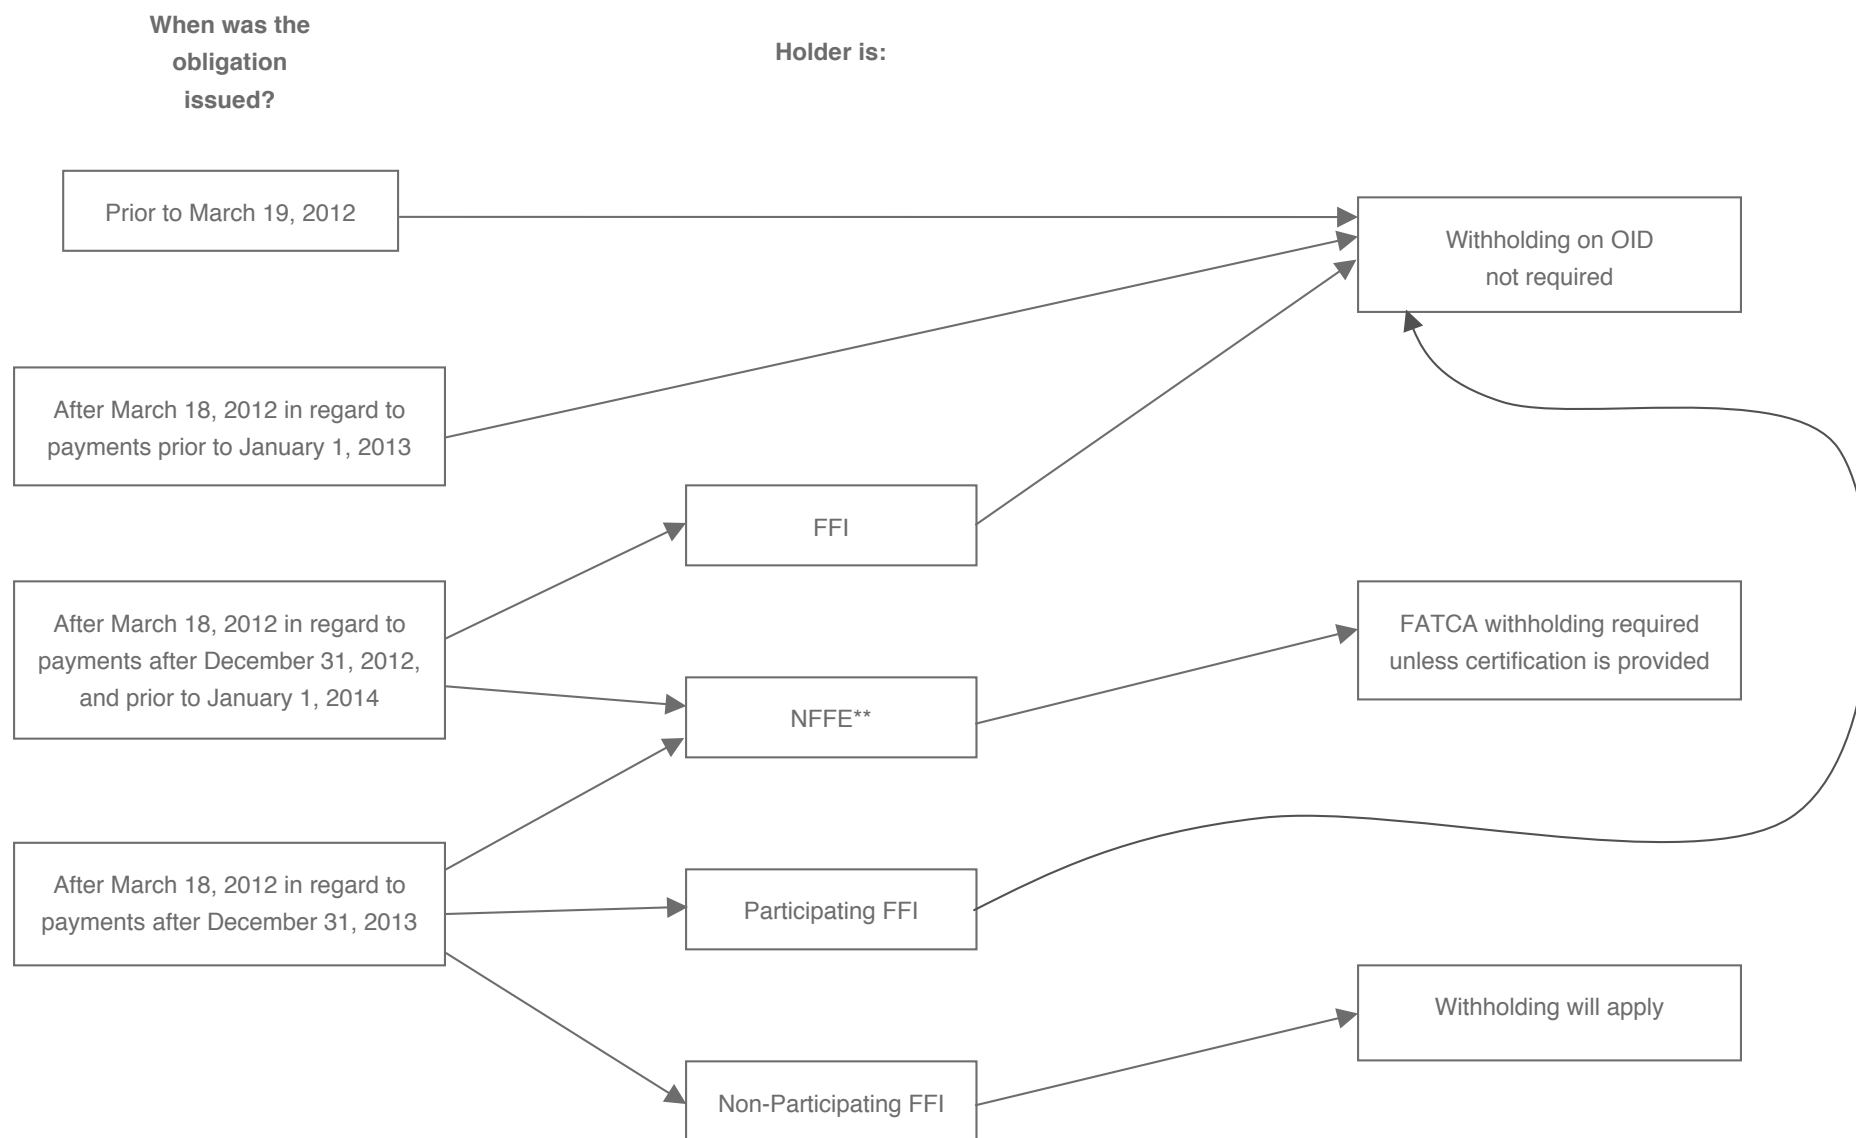 When was the
obligation
issued?
Holder is:
Prior to March 19, 2012
Withholding on OID
not required
After March 18, 2012 in regard to
payments prior to January 1, 2013
FFI
After March 18, 2012 in regard to
payments after December 31, 2012,
and prior to January 1, 2014
FATCA withholding required
unless certification is provided
NFFE**
After March 18, 2012 in regard to
payments after December 31, 2013
Participating FFI
Withholding will apply
Non-Participating FFI